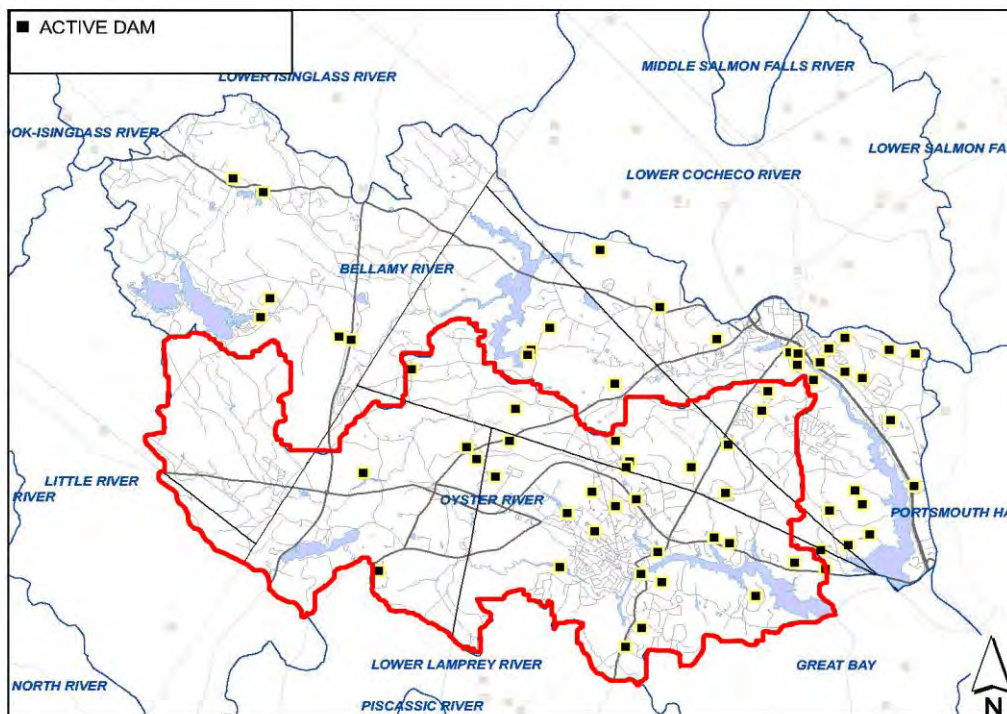 ACTIVE DAM
LOWER ISINGLASS RIVER
MIDDLE SALMON FALLS RIVER
OOK-ISINGLASS RIVER
LOWER SALMON FA
LOWER COCHECO RIVER
BELLAMY RIVER
LITTLE RIVER
RIVER
OYSTER RIVER
PORTSMOUTH HA
LOWER LAMPREY RIVER
GREAT BAY
NORTH RIVER
PISCASSIC RIVER
N